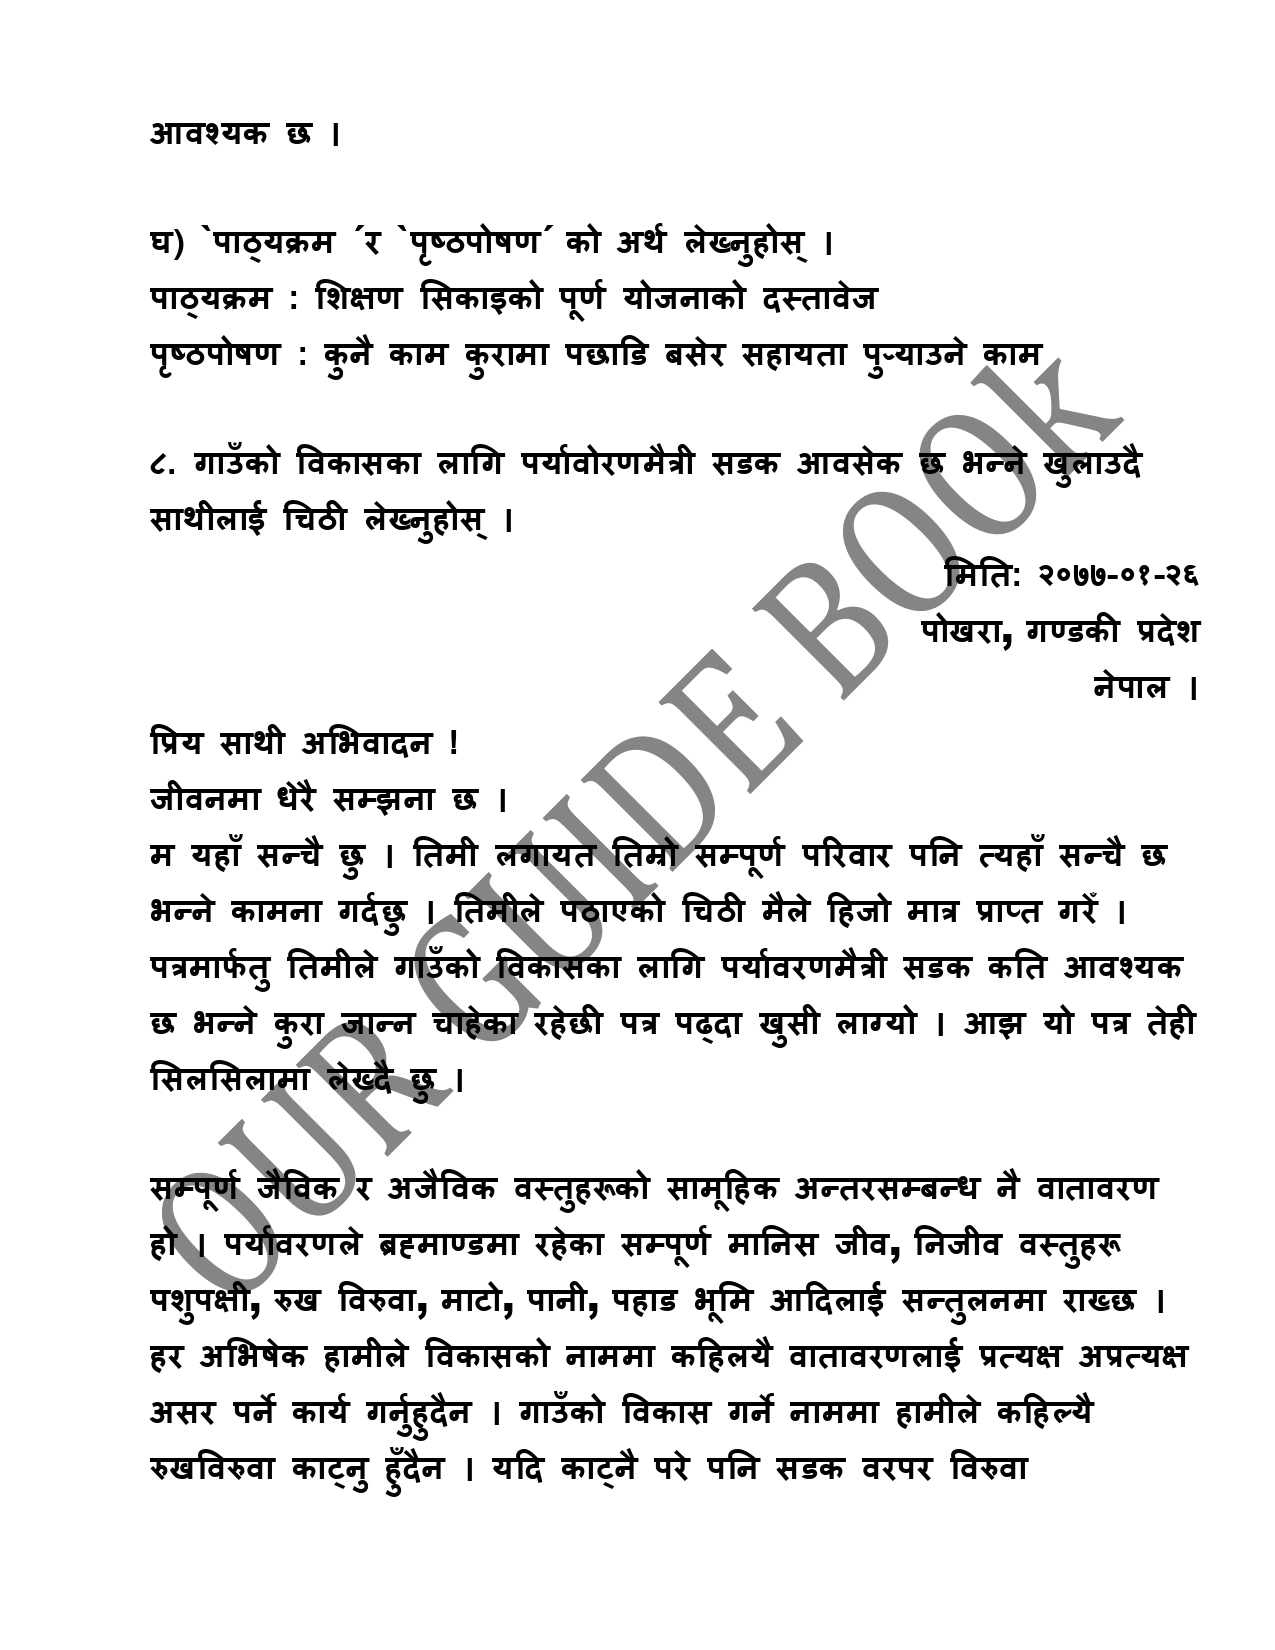 आवश्यक छ ।
घ) `पाठ्यक्रम ´र `पृष्ठपोषण´ को अर्थ लेख्नुहोस् ।
पाठ्यक्रम : शिक्षण सिकाइको पूर्ण योजनाको दस्तावेज
पृष्ठपोषण : कुनै काम कुरामा पछाडि बसेर सहायता पुऱ्याउने काम
८. गाउँको विकासका लागि पर्यावोरणमैत्री सडक आवसेक छ भन्ने खुलाउदै
साथीलाई चिठी लेख्नुहोस् ।
मिति: २०७७-०१-२६
पोखरा, गण्डकी प्रदेश
नेपाल ।
प्रिय साथी अभिवादन !
जीवनमा धेरै सम्झना छ ।
म यहाँ सन्चै छु । तिमी लगायत तिम्रो सम्पूर्ण परिवार पनि त्यहाँ सन्चै छ
भन्ने कामना गर्दछु । तिमीले पठाएको चिठी मैले हिजो मात्र प्राप्त गरेँ ।
पत्रमार्फतु तिमीले गाउँको विकासका लागि पर्यावरणमैत्री सडक कति आवश्यक
छ भन्ने कुरा जान्न चाहेका रहेछी पत्र पढ्दा खुसी लाग्यो । आझ यो पत्र तेही
सिलसिलामा लेख्दै छु ।
सम्पूर्ण जैविक र अजैविक वस्तुहरूको सामूहिक अन्तरसम्बन्ध नै वातावरण
हो । पर्यावरणले ब्रह्माण्डमा रहेका सम्पूर्ण मानिस जीव, निजीव वस्तुहरू
पशुपक्षी, रुख विरुवा, माटो, पानी, पहाड भूमि आदिलाई सन्तुलनमा राख्छ ।
हर अभिषेक हामीले विकासको नाममा कहिलयै वातावरणलाई प्रत्यक्ष अप्रत्यक्ष
असर पर्ने कार्य गर्नुहुदैन । गाउँको विकास गर्ने नाममा हामीले कहिल्यै
रुखविरुवा काट्नु हुँदैन । यदि काट्नै परे पनि सडक वरपर विरुवा
OUR GUIDE BOOk